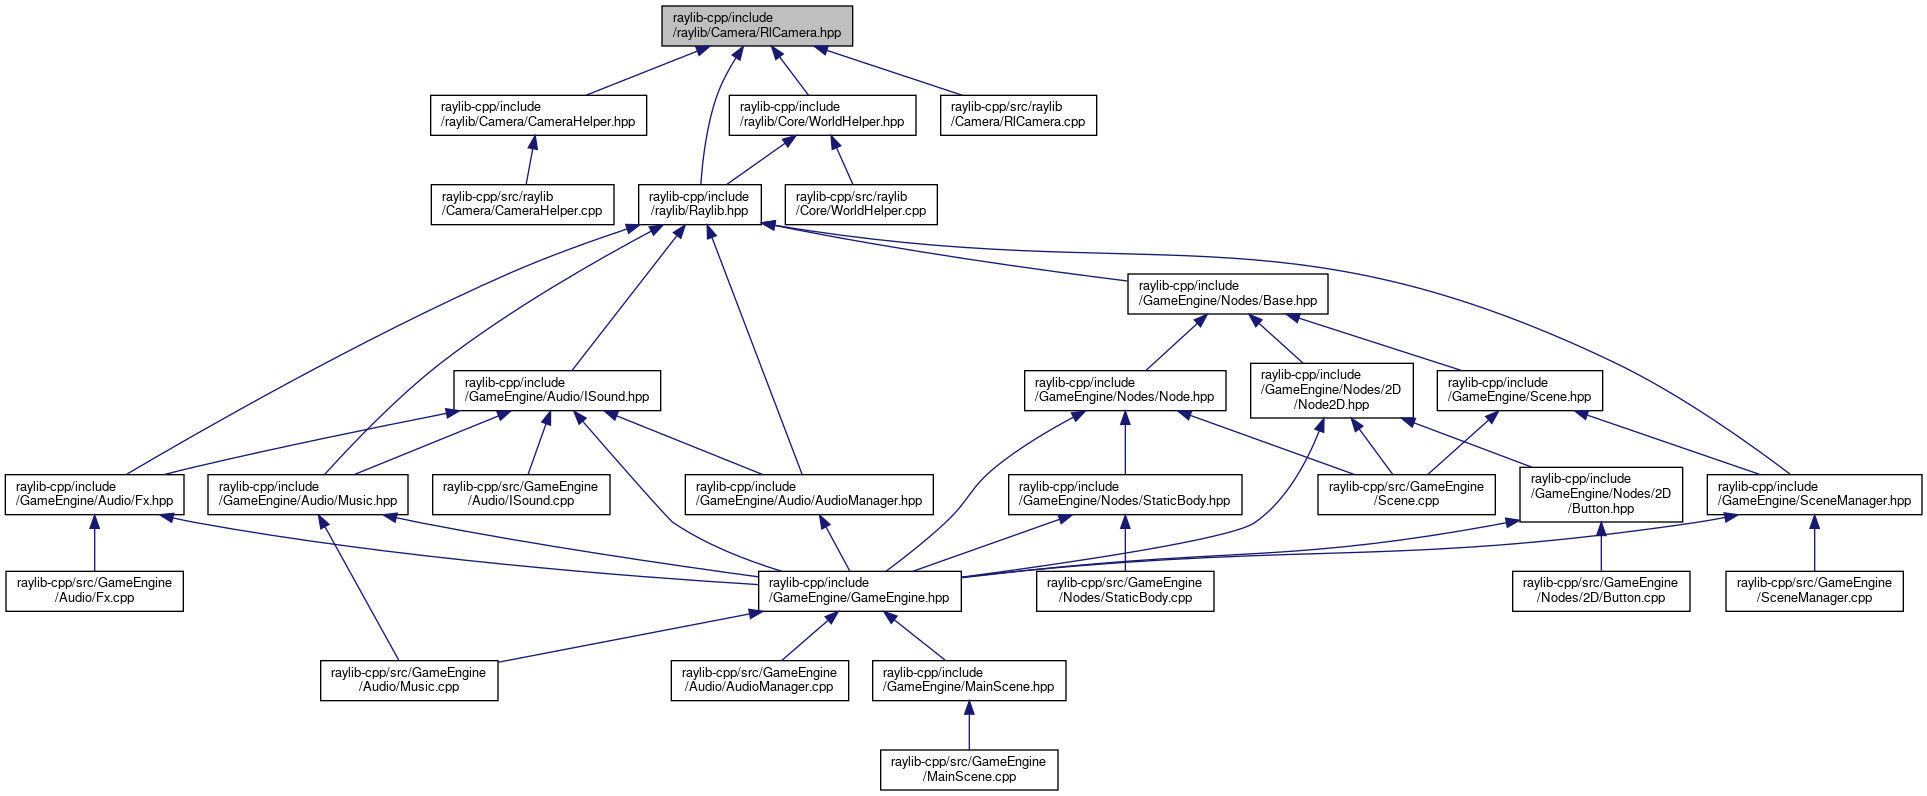 raylib-cpp/include
/raylib/Camera/RlCamera.hpp
raylib-cpp/include
/raylib/Camera/CameraHelper.hpp
raylib-cpp/include
/raylib/Core/WorldHelper.hpp
raylib-cpp/src/raylib
/Camera/RlCamera.cpp
raylib-cpp/src/raylib
/Camera/CameraHelper.cpp
raylib-cpp/include
/raylib/Raylib.hpp
raylib-cpp/src/raylib
/Core/WorldHelper.cpp
raylib-cpp/include
/GameEngine/Nodes/Base.hpp
raylib-cpp/include
/GameEngine/Audio/ISound.hpp
raylib-cpp/include
/GameEngine/Nodes/Node.hpp
raylib-cpp/include
/GameEngine/Nodes/2D
/Node2D.hpp
raylib-cpp/include
/GameEngine/Scene.hpp
raylib-cpp/include
/GameEngine/Audio/Fx.hpp
raylib-cpp/include
/GameEngine/Audio/Music.hpp
raylib-cpp/src/GameEngine
/Audio/ISound.cpp
raylib-cpp/include
/GameEngine/Audio/AudioManager.hpp
raylib-cpp/include
/GameEngine/Nodes/StaticBody.hpp
raylib-cpp/src/GameEngine
/Scene.cpp
raylib-cpp/include
/GameEngine/Nodes/2D
/Button.hpp
raylib-cpp/include
/GameEngine/SceneManager.hpp
raylib-cpp/src/GameEngine
/Audio/Fx.cpp
raylib-cpp/include
/GameEngine/GameEngine.hpp
raylib-cpp/src/GameEngine
/Nodes/StaticBody.cpp
raylib-cpp/src/GameEngine
/Nodes/2D/Button.cpp
raylib-cpp/src/GameEngine
/SceneManager.cpp
raylib-cpp/src/GameEngine
/Audio/Music.cpp
raylib-cpp/src/GameEngine
/Audio/AudioManager.cpp
raylib-cpp/include
/GameEngine/MainScene.hpp
raylib-cpp/src/GameEngine
/MainScene.cpp